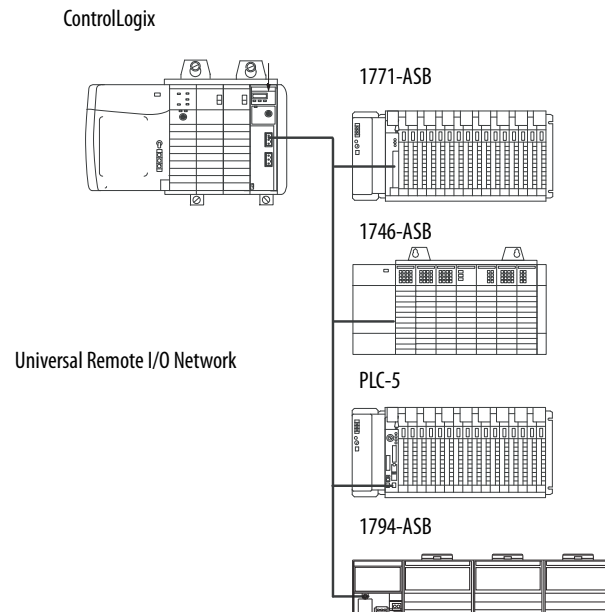 ControlLogix
1771-ASB
1746-ASB
Universal Remote I/O Network
PLC-5
1794-ASB